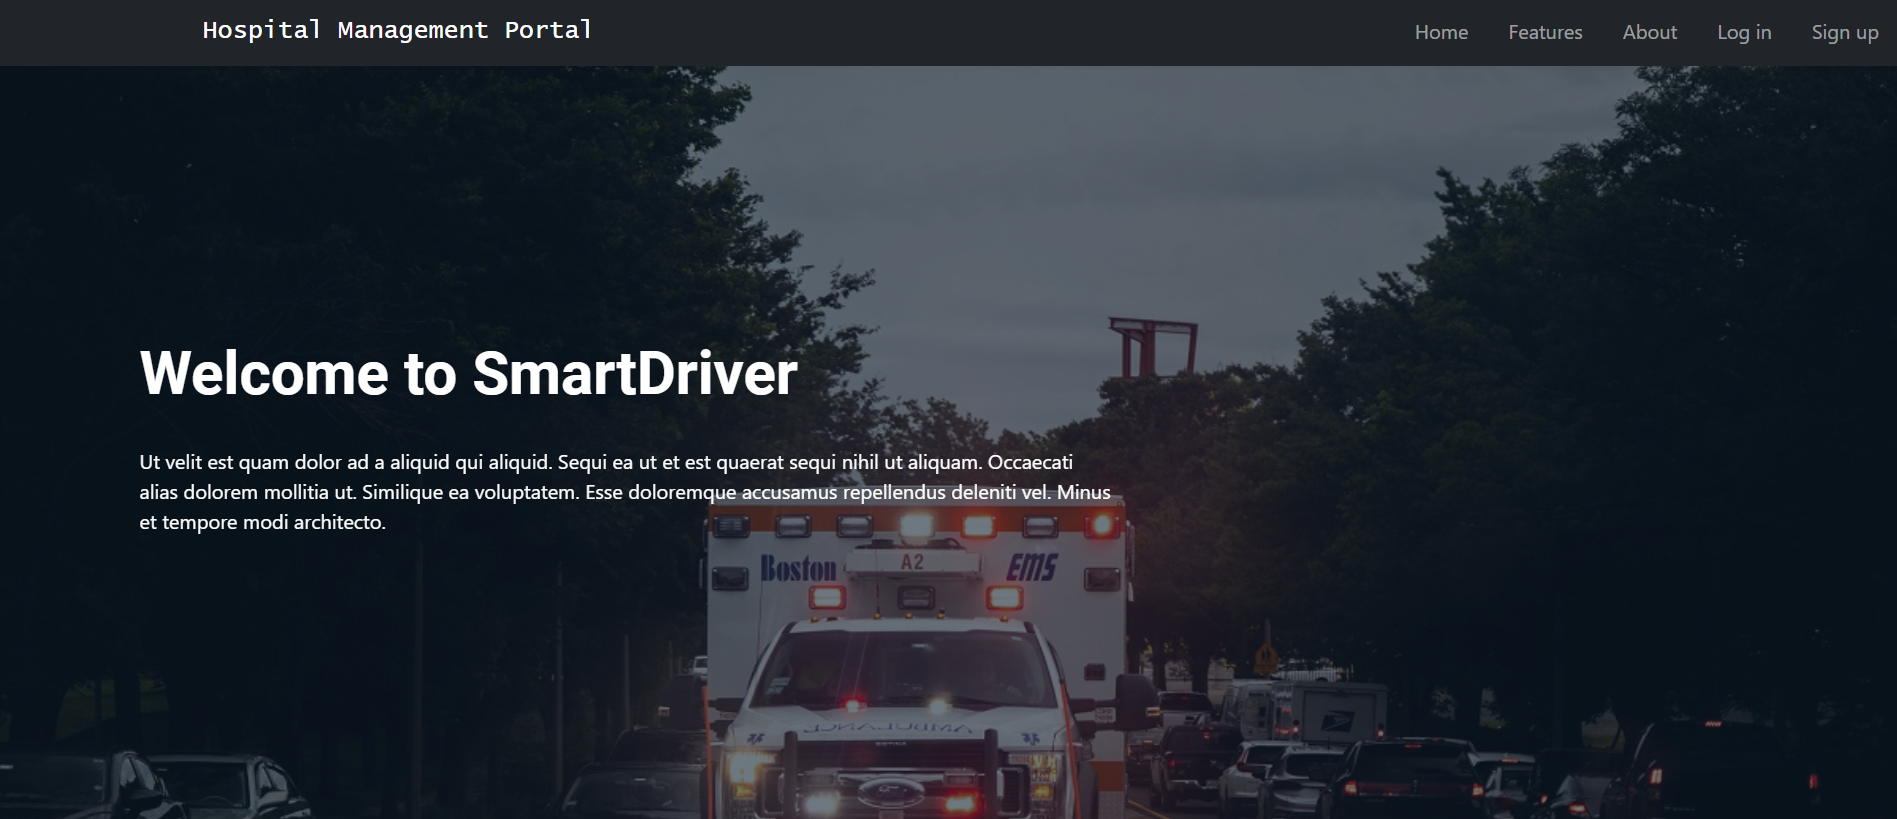 Hospital Management Portal
Home Features About Log in Sign up
Welcome to SmartDriver
Ut velit est quam dolor ad a aliquid qui aliquid. Sequi ea ut et est quaerat sequi nihil ut aliquam. Occaecati
alias dolorem mollitia ut. Similique ea voluptatem. Esse doloremque accusamus repellendus deleniti vel. Minus
et tempore modi architecto.
Boston A2 EMS
AMBULANCE